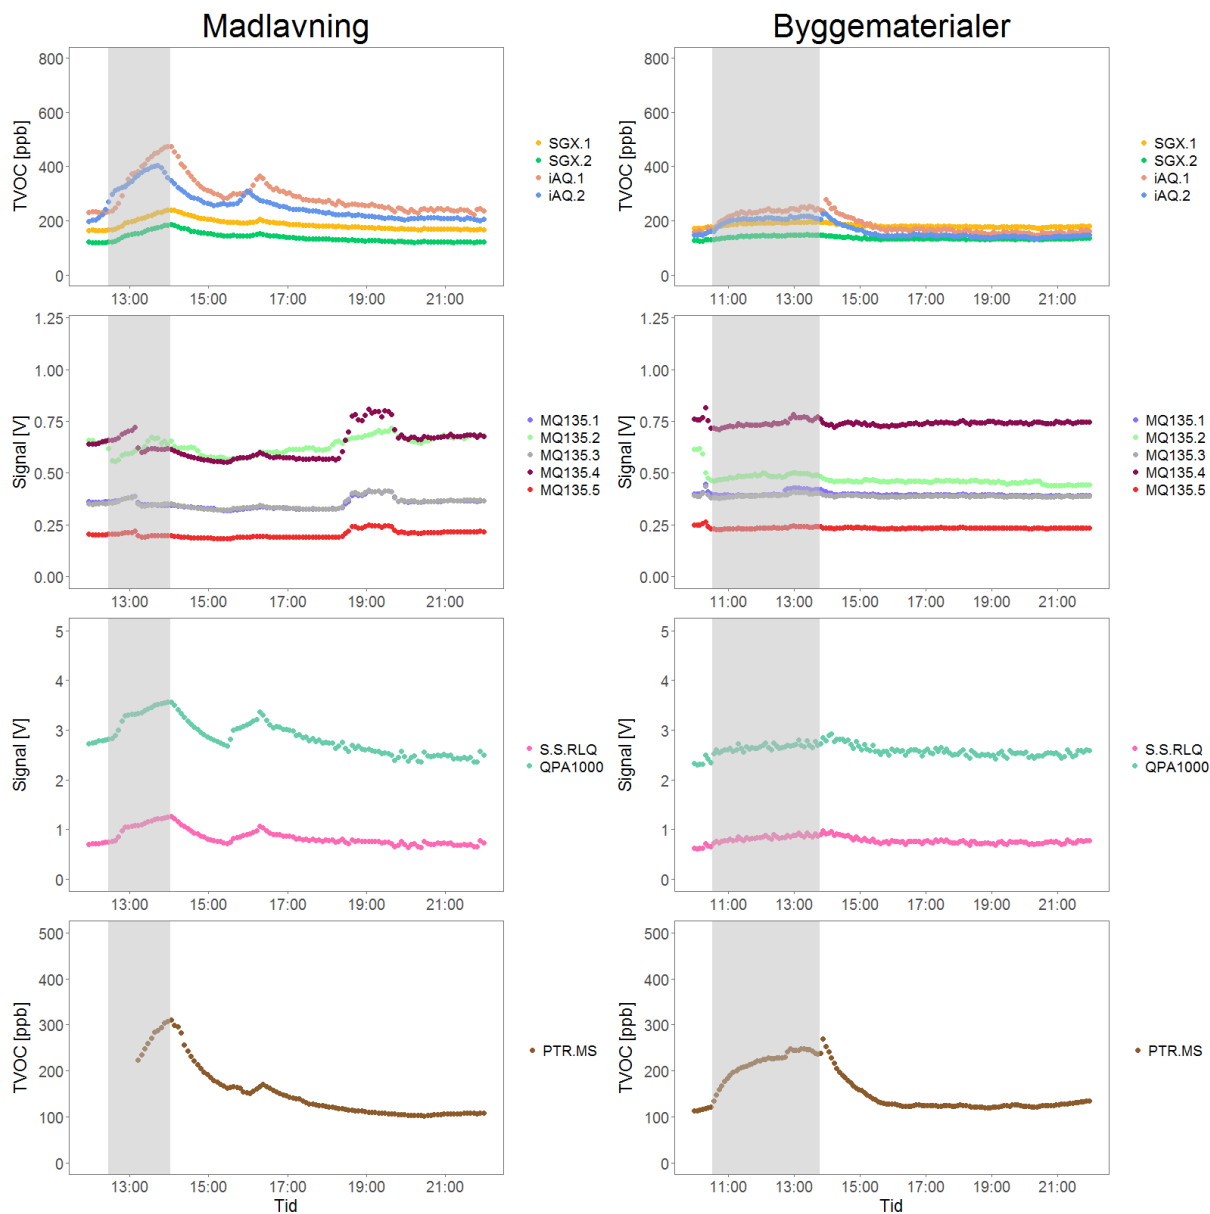 Madlavning
Byggematerialer
TVOC [ppb]
800
600
400
200
0
13:00 15:00 17:00 19:00 21:00
SGX.1
SGX.2
iAQ.1
iAQ.2
TVOC [ppb]
800
600
400
200
0
11:00 13:00 15:00 17:00 19:00 21:00
SGX.1
SGX.2
iAQ.1
iAQ.2
Signal [V]
1.25
1.00
0.75
0.50
0.25
0.00
13:00 15:00 17:00 19:00 21:00
MQ135.1
MQ135.2
MQ135.3
MQ135.4
MQ135.5
Signal [V]
1.25
1.00
0.75
0.50
0.25
0.00
11:00 13:00 15:00 17:00 19:00 21:00
MQ135.1
MQ135.2
MQ135.3
MQ135.4
MQ135.5
Signal [V]
5
4
3
2
1
0
13:00 15:00 17:00 19:00 21:00
S.S.RLQ
QPA1000
Signal [V]
5
4
3
2
1
0
11:00 13:00 15:00 17:00 19:00 21:00
S.S.RLQ
QPA1000
TVOC [ppb]
500
400
300
200
100
0
13:00 15:00 17:00 19:00 21:00
Tid
PTR.MS
TVOC [ppb]
500
400
300
200
100
0
11:00 13:00 15:00 17:00 19:00 21:00
Tid
PTR.MS